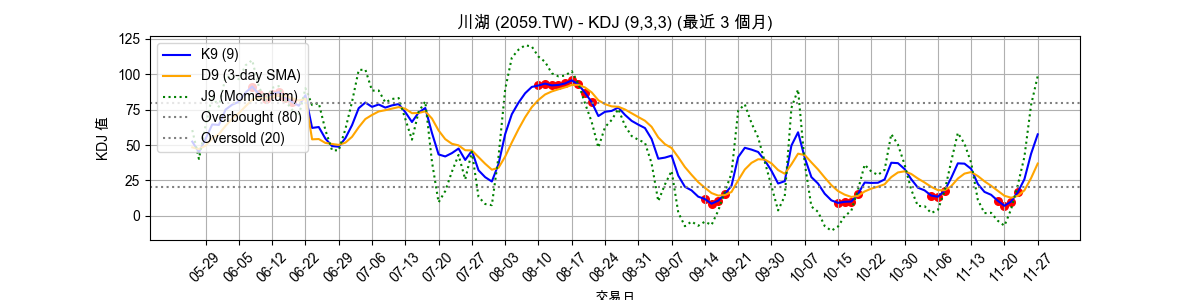 川湖 (2059.TW) - KDJ (9,3,3) (最近 3 個月)
KDJ 值
125
100
75
50
25
0
K9 (9)
D9 (3-day SMA)
J9 (Momentum)
Overbought (80)
Oversold (20)
05-29 06-05 06-12 06-22 06-29 07-06 07-13 07-20 07-27 08-03 08-10 08-17 08-24 08-31 09-07 09-14 09-21 09-30 10-07 10-15 10-22 10-30 11-06 11-13 11-20 11-27
交易日